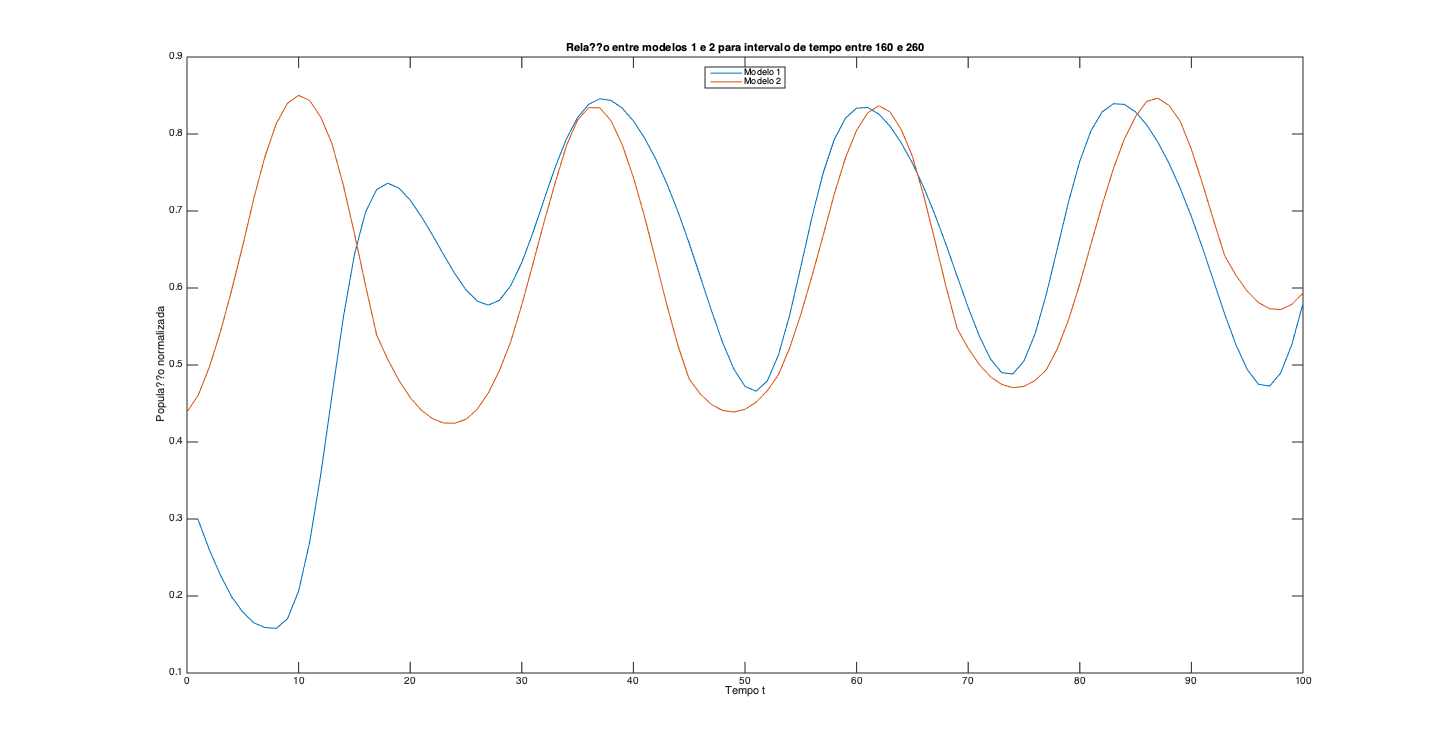 Rela??o entre modelos 1 e 2 para intervalo de tempo entre 160 e 260
Modelo 1
Modelo 2
Popula??o normalizada
0.9
0.8
0.7
0.6
0.5
0.4
0.3
0.2
0.1
0 10 20 30 40 50 60 70 80 90 100
Tempo t